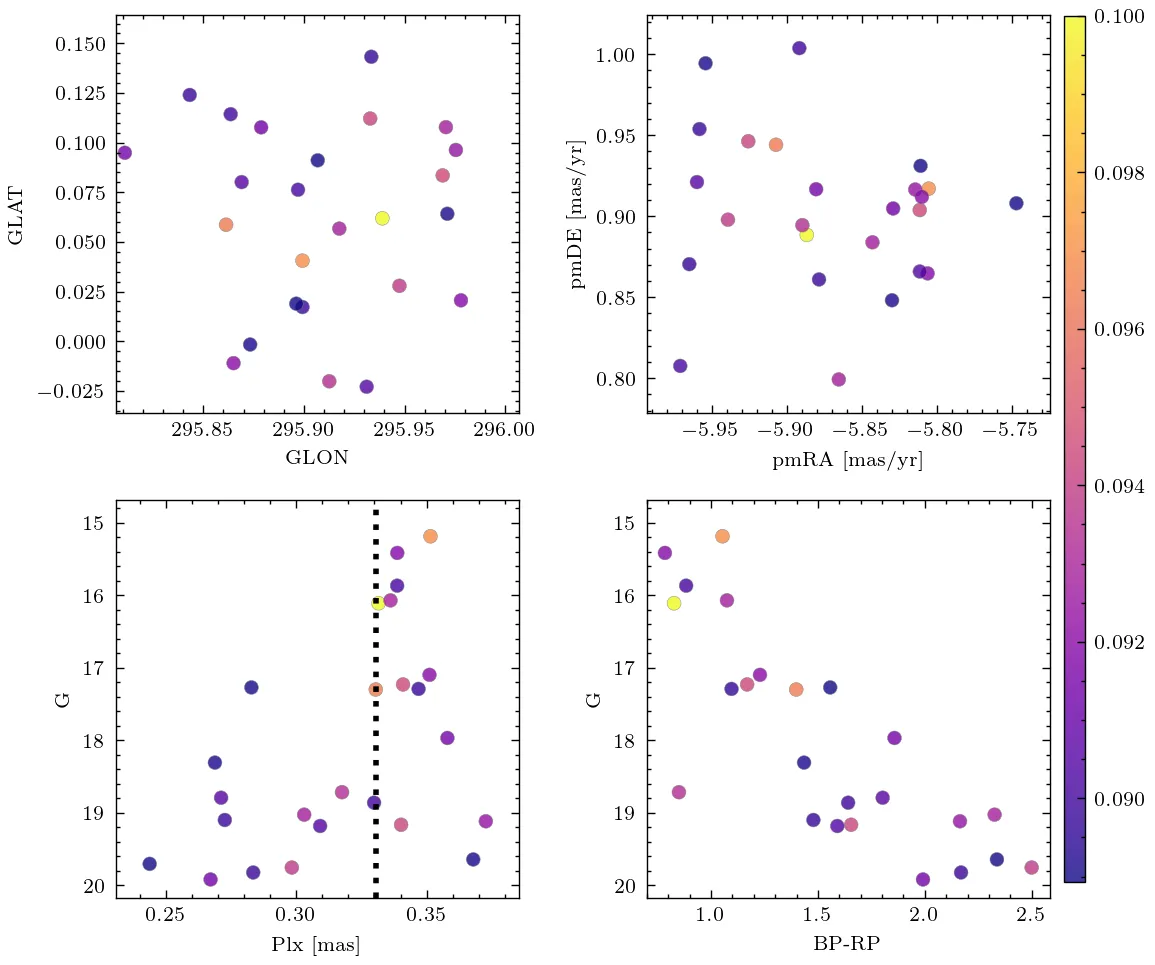 0.150
0.125
0.100
0.075
0.050
0.025
0.000
−0.025
GLAT
295.85 295.90 295.95 296.00
GLON
1.00
0.95
0.90
0.85
0.80
pmDE [mas/yr]
−5.95 −5.90 −5.85 −5.80 −5.75
pmRA [mas/yr]
15
16
17
18
19
20
G
0.25 0.30 0.35
Plx [mas]
15
16
17
18
19
20
G
1.0 1.5 2.0 2.5
BP-RP
0.100
0.098
0.096
0.094
0.092
0.090